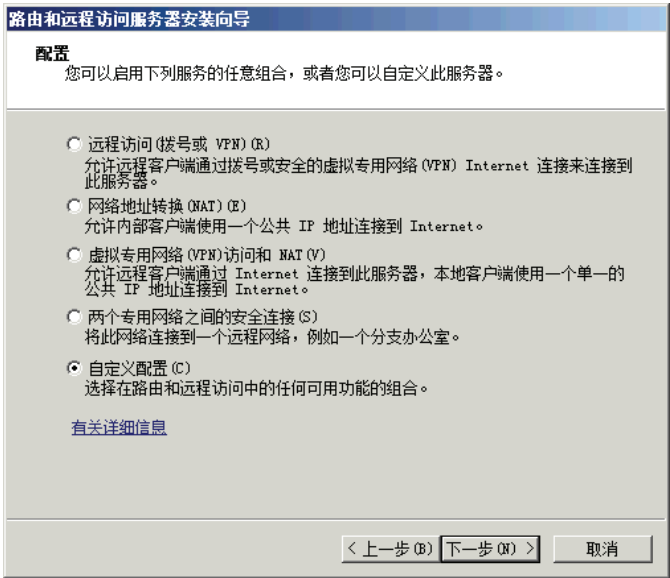 路由和远程访问服务器安装向导
配置
您可以启用下列服务的任意组合，或者您可以自定义此服务器。
远程访问(拨号或 VPN)(R)
允许远程客户端通过拨号或安全的虚拟专用网络(VPN) Internet 连接来连接到
此服务器。
网络地址转换(NAT)(E)
允许内部客户端使用一个公共 IP 地址连接到 Internet。
虚拟专用网络(VPN)访问和 NAT(V)
允许远程客户端通过 Internet 连接到此服务器，本地客户端使用一个单一的
公共 IP 地址连接到 Internet。
两个专用网络之间的安全连接(S)
将此网络连接到一个远程网络，例如一个分支办公室。
自定义配置(C)
选择在路由和远程访问中的任何可用功能的组合。
有关详细信息
< 上一步(B) 下一步(N) > 取消